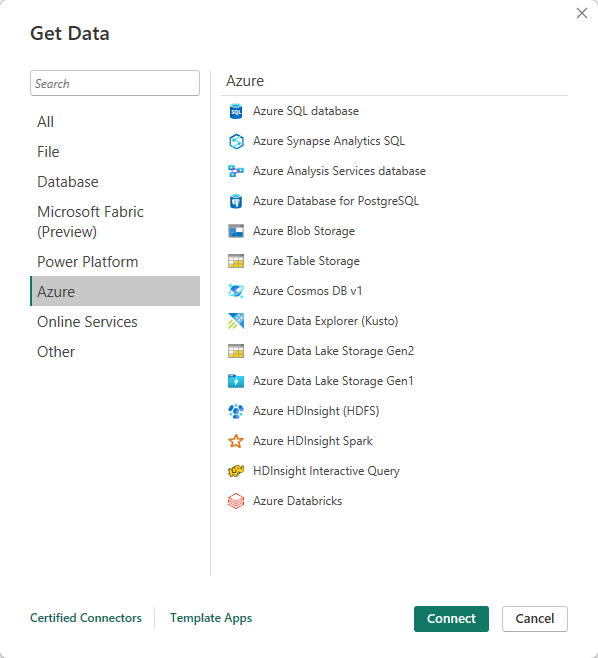 Get Data
Search
All
File
Database
Microsoft Fabric
(Preview)
Power Platform
Azure
Online Services
Other
Azure
SQL
Azure SQL database
Azure Synapse Analytics SQL
Azure Analysis Services database
Azure Database for PostgreSQL
Azure Blob Storage
Azure Table Storage
Azure Cosmos DB v1
Azure Data Explorer (Kusto)
Azure Data Lake Storage Gen2
Azure Data Lake Storage Gen1
Azure HDInsight (HDFS)
Azure HDInsight Spark
HDInsight Interactive Query
Azure Databricks
Certified Connectors
Template Apps
Connect
Cancel